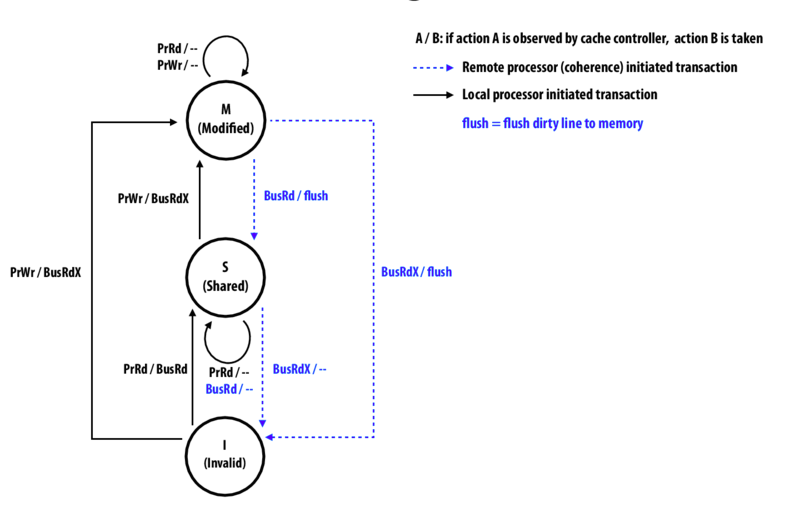 A / B: if action A is observed by cache controller, action B is taken
Remote processor (coherence) initiated transaction
Local processor initiated transaction
flush = flush dirty line to memory
PrRd / --
PrWr / --
M
(Modified)
PrWr / BusRdX
BusRd / flush
S
(Shared)
PrWr / BusRdX
BusRdX / flush
PrRd / BusRd
PrRd / --
BusRd / --
BusRdX / --
I
(Invalid)